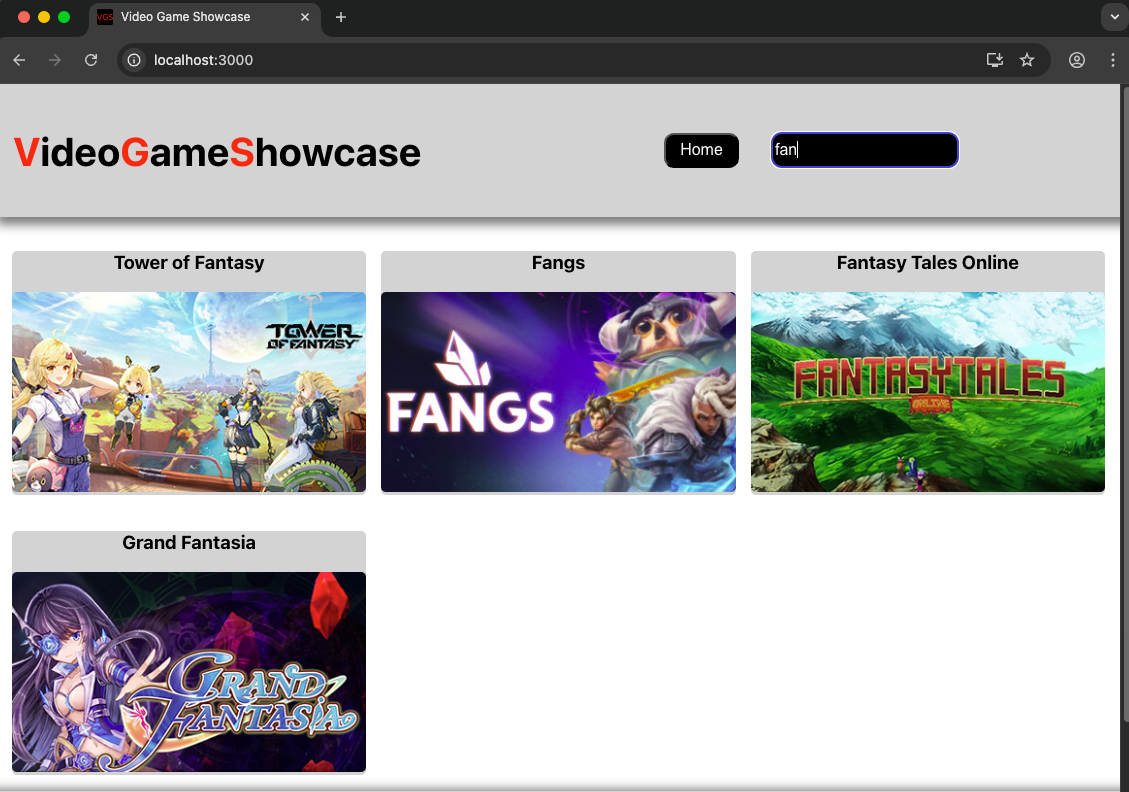 VGS Video Game Showcase
localhost:3000
VideoGameShowcase
Home
fan
Tower of Fantasy
Fangs
Fantasy Tales Online
TOWER
OF FANTASY
FANGS
FANTASYTALES
ONLINE
Grand Fantasia
GRAND
FANTASIA